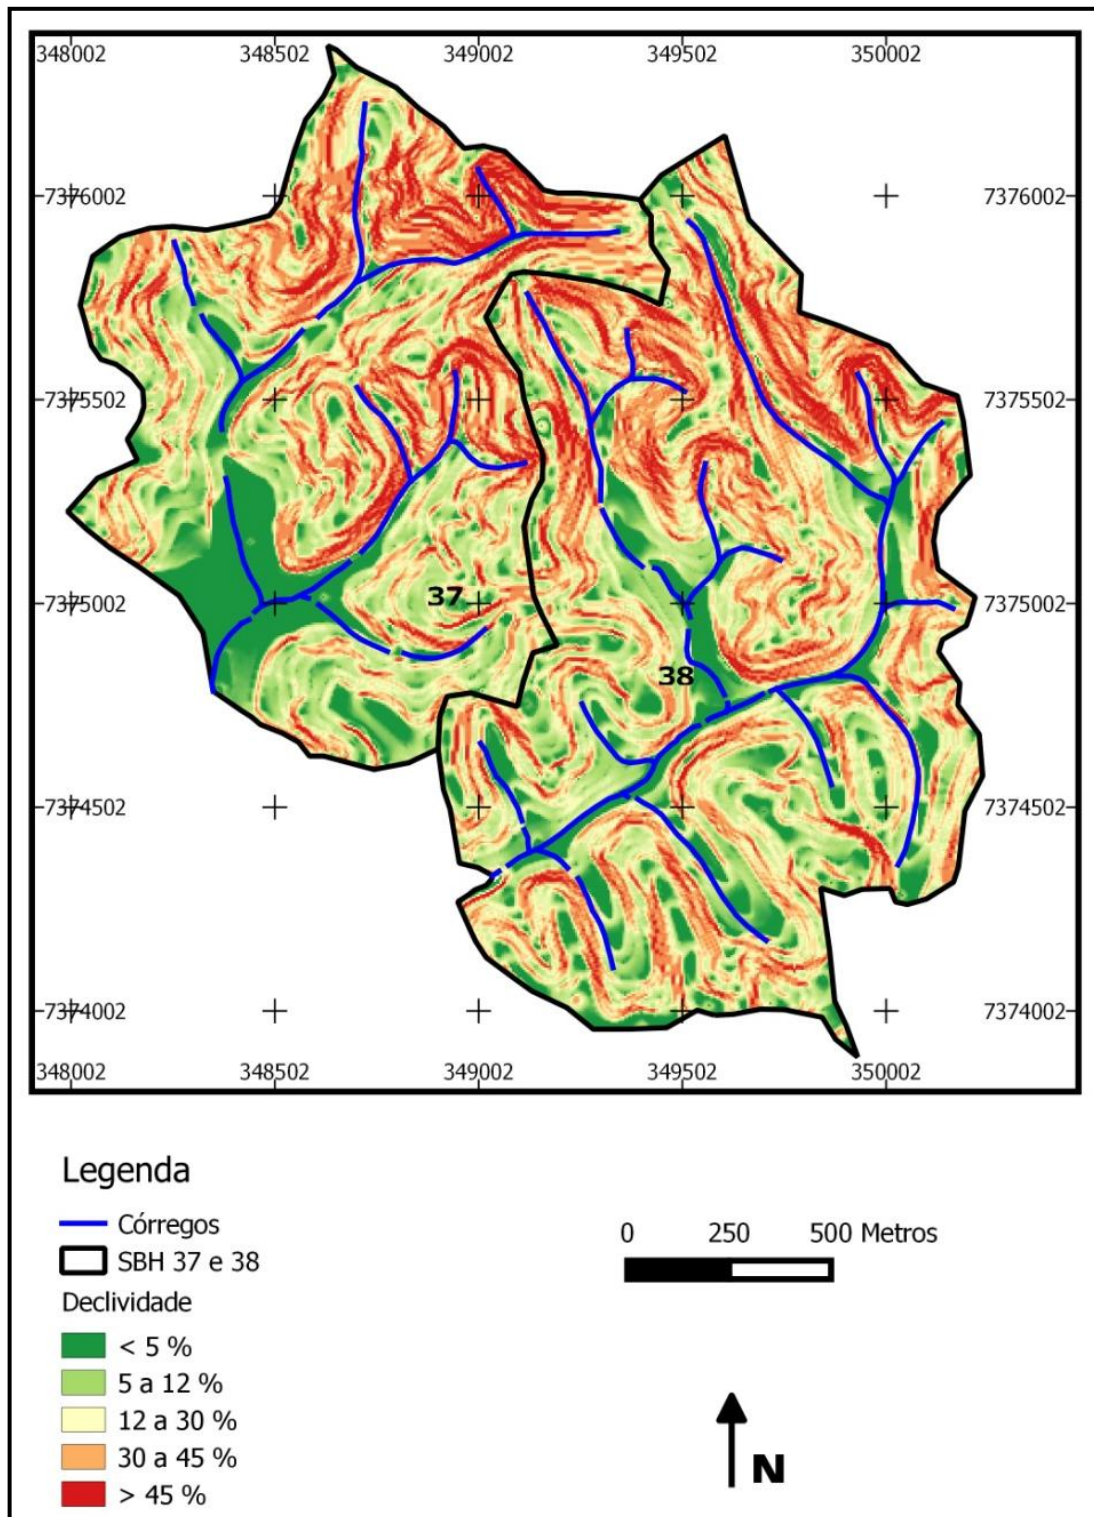 348002 348502 349002 349502 350002
7376002 7376002
7375502 7375502
37
7375002 7375002
38
7374502 7374502
7374002 7374002
348002 348502 349002 349502 350002
Legenda
Córregos
SBH 37 e 38
Declividade
< 5 %
5 a 12 %
12 a 30 %
30 a 45 %
> 45 %
0 250 500 Metros
N